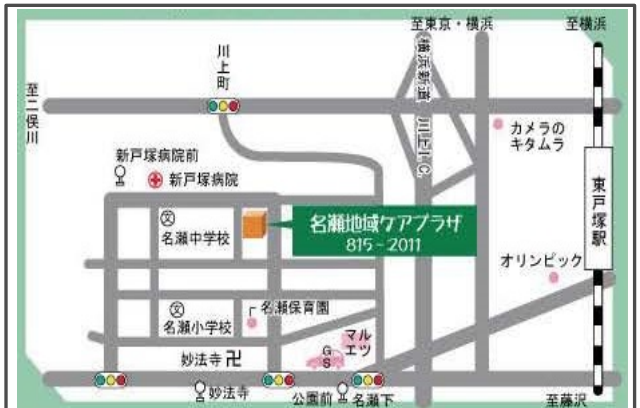 至東京・横浜
至横浜
川上町
至二俣川
横浜新道 川上I.C.
カメラの
キタムラ
新戸塚病院前
新戸塚病院
東戸塚駅
文
名瀬中学校
名瀬地域ケアプラザ
815-2011
オリンピック
文
名瀬小学校
名瀬保育園
マル
エツ
GS
妙法寺 卍
妙法寺
公園前
名瀬下
至藤沢